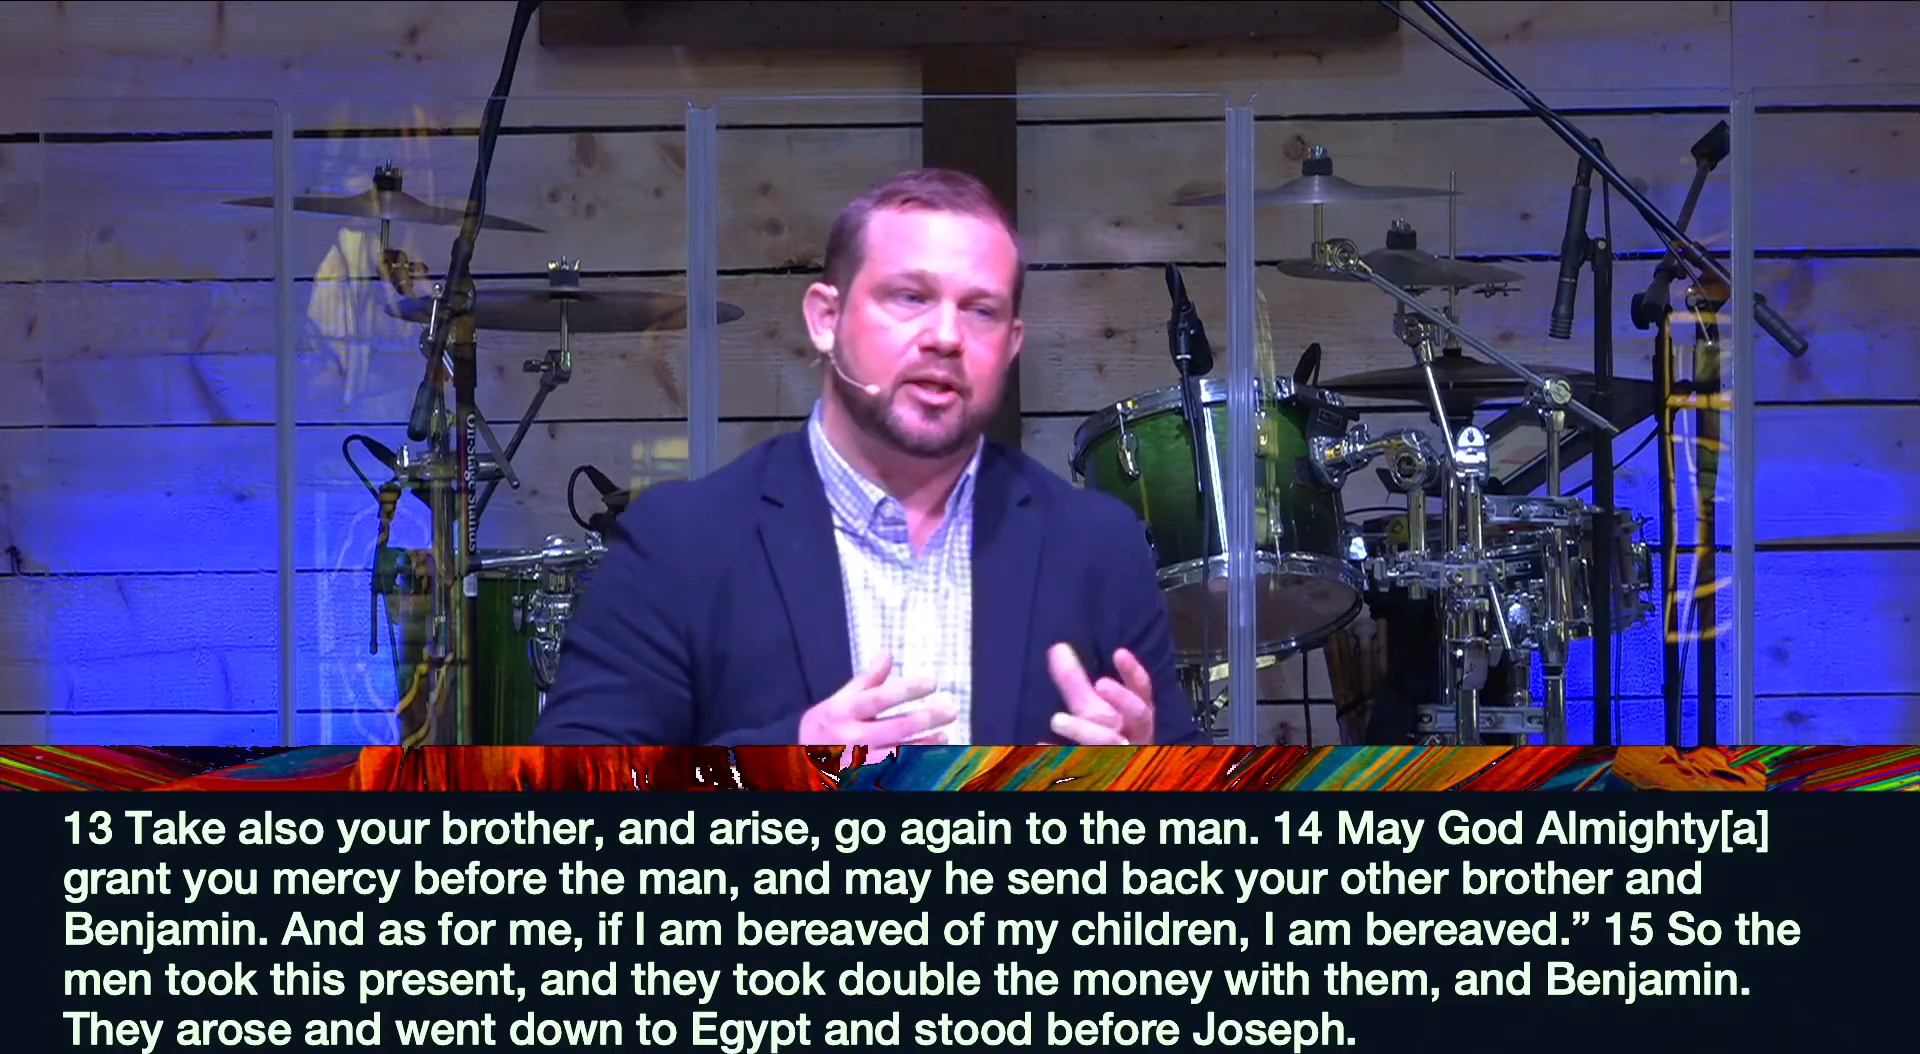 13 Take also your brother, and arise, go again to the man. 14 May God Almighty[a]
grant you mercy before the man, and may he send back your other brother and
Benjamin. And as for me, if I am bereaved of my children, I am bereaved.” 15 So the
men took this present, and they took double the money with them, and Benjamin.
They arose and went down to Egypt and stood before Joseph.